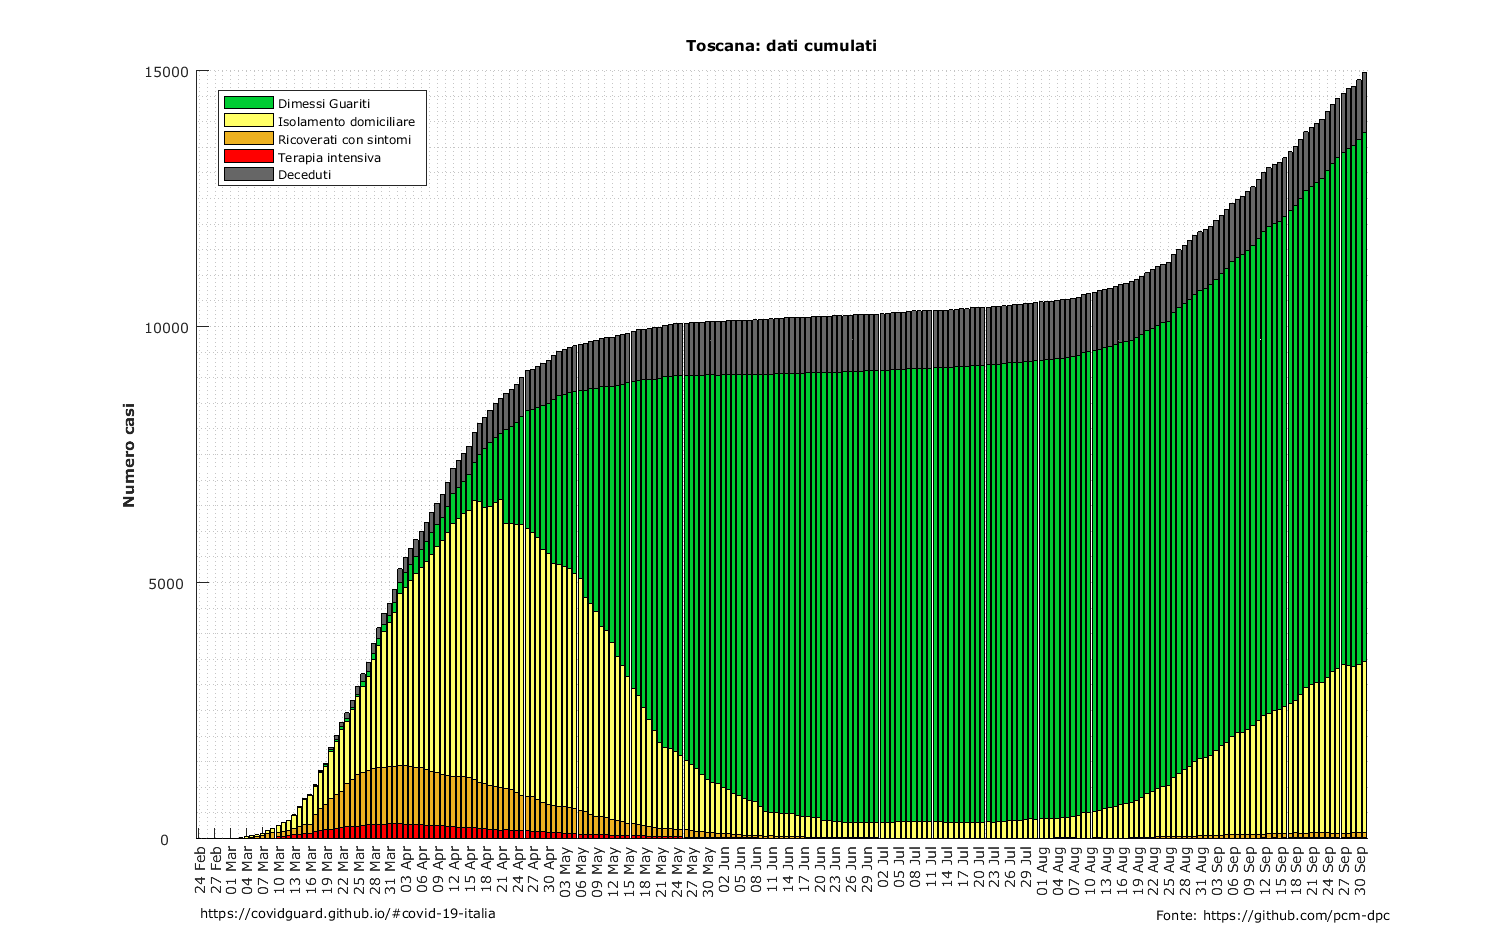 Toscana: dati cumulati
15000
Dimessi Guariti
Isolamento domiciliare
Ricoverati con sintomi
Terapia intensiva
Deceduti
10000
Numero casi
5000
0
24 Feb
27 Feb
01 Mar
04 Mar
07 Mar
10 Mar
13 Mar
16 Mar
19 Mar
22 Mar
25 Mar
28 Mar
31 Mar
03 Apr
06 Apr
09 Apr
12 Apr
15 Apr
18 Apr
21 Apr
24 Apr
27 Apr
30 Apr
03 May
06 May
09 May
12 May
15 May
18 May
21 May
24 May
27 May
30 May
02 Jun
05 Jun
08 Jun
11 Jun
14 Jun
17 Jun
20 Jun
23 Jun
26 Jun
29 Jun
02 Jul
05 Jul
08 Jul
11 Jul
14 Jul
17 Jul
20 Jul
23 Jul
26 Jul
29 Jul
01 Aug
04 Aug
07 Aug
10 Aug
13 Aug
16 Aug
19 Aug
22 Aug
25 Aug
28 Aug
31 Aug
03 Sep
06 Sep
09 Sep
12 Sep
15 Sep
18 Sep
21 Sep
24 Sep
27 Sep
30 Sep
https://covidguard.github.io/#covid-19-italia
Fonte: https://github.com/pcm-dpc